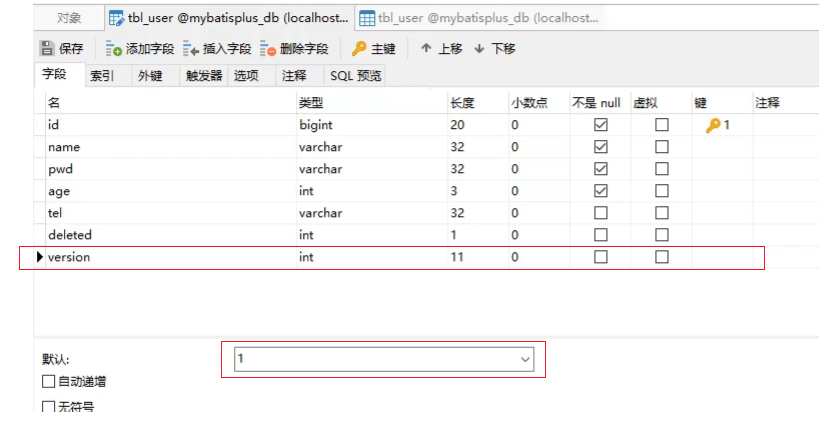 对象 tbl_user @mybatisplus_db (localhost... tbl_user @mybatisplus_db (localhost...
保存 添加字段 插入字段 删除字段 主键 上移 下移
字段 索引 外键 触发器 选项 注释 SQL 预览
名 类型 长度 小数点 不是 null 虚拟 键 注释
id bigint 20 0 1
name varchar 32 0
pwd varchar 32 0
age int 3 0
tel varchar 32 0
deleted int 1 0
version int 11 0
默认: 1
自动递增
无符号